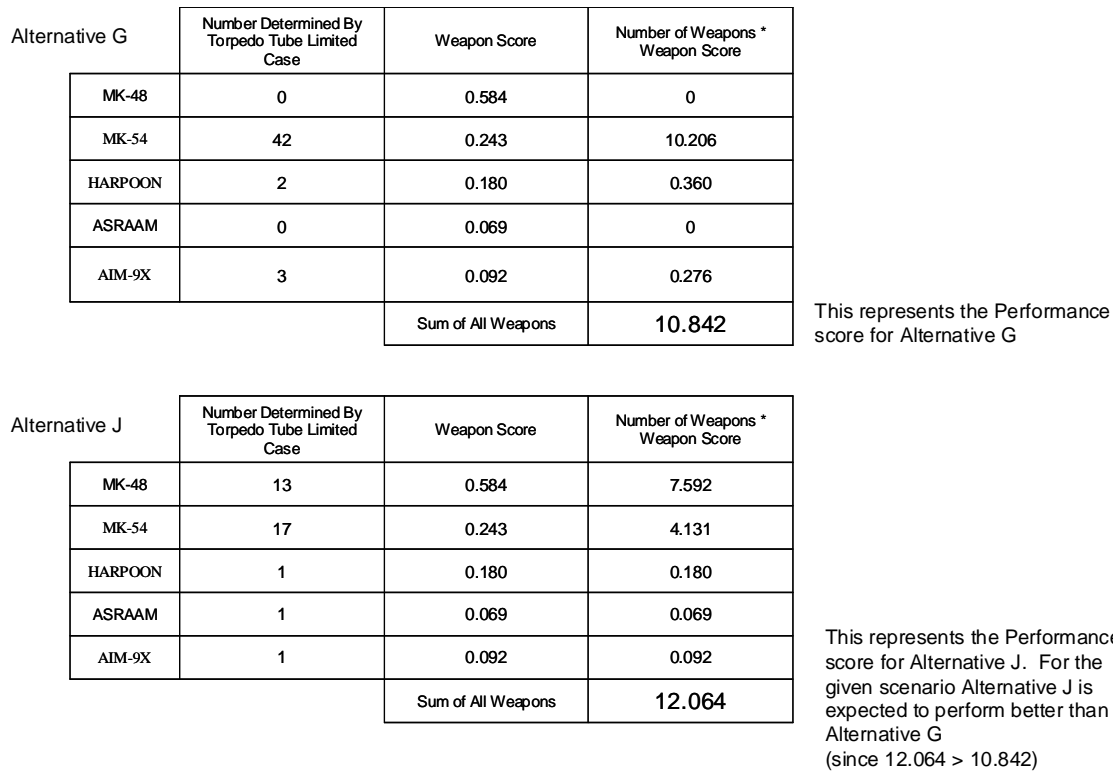 Alternative G
Number Determined By
Torpedo Tube Limited
Case
Weapon Score
Number of Weapons *
Weapon Score
MK-48 0 0.584 0
MK-54 42 0.243 10.206
HARPOON 2 0.180 0.360
ASRAAM 0 0.069 0
AIM-9X 3 0.092 0.276
Sum of All Weapons 10.842
This represents the Performance
score for Alternative G
Alternative J
Number Determined By
Torpedo Tube Limited
Case
Weapon Score
Number of Weapons *
Weapon Score
MK-48 13 0.584 7.592
MK-54 17 0.243 4.131
HARPOON 1 0.180 0.180
ASRAAM 1 0.069 0.069
AIM-9X 1 0.092 0.092
Sum of All Weapons 12.064
This represents the Performance
score for Alternative J. For the
given scenario Alternative J is
expected to perform better than
Alternative G
(since 12.064 > 10.842)